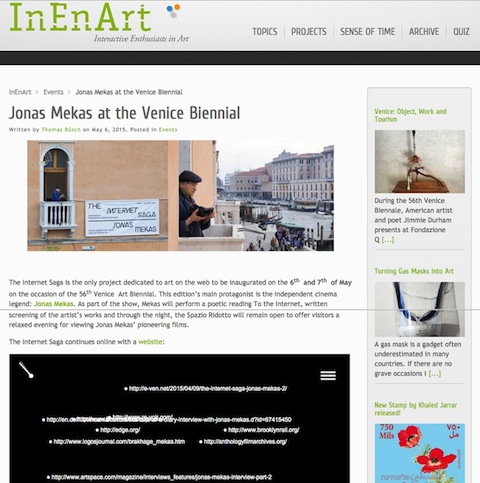 InEnArt
Interactive Enthusiasts in Art
TOPICS PROJECTS SENSE OF TIME ARCHIVE QUIZ
InEnArt > Events > Jonas Mekas at the Venice Biennial
Jonas Mekas at the Venice Biennial
Written by Thomas Büsch on May 6, 2015. Posted in Events
THE INTERNET
SAGA
JONAS
MEKAS
The Internet Saga is the only project dedicated to art on the web to be inaugurated on the 6th and 7th of May
on the occasion of the 56th Venice Art Biennial. This edition's main protagonist is the independent cinema
legend: Jonas Mekas. As part of the show, Mekas will perform a poetic reading To the Internet, written
screening of the artist's works and through the night, the Spazio Ridotto will remain open to offer visitors a
relaxed evening for viewing Jonas Mekas' pioneering films.
The Internet Saga continues online with a website:
http://e-ven.net/2015/04/09/the-internet-saga-jonas-mekas-2/
http://edge.org/
http://www.brooklynrail.org/
http://www.logosjournal.com/brakhage_mekas.htm
http://anthologyfilmarchives.org/
http://www.artspace.com/magazine/interviews_features/jonas-mekas-interview-part-2
Venice: Object, Work and
Tourism
During the 56th Venice
Biennale, American artist
and poet Jimmie Durham
presents at Fondazione
Q [...]
Turning Gas Masks into Art
A gas mask is a gadget often
underestimated in many
countries. If there are no
grave occasions i [...]
New Stamp by Khaled Jarrar
released!
750
Mils
٧٥٠
مل